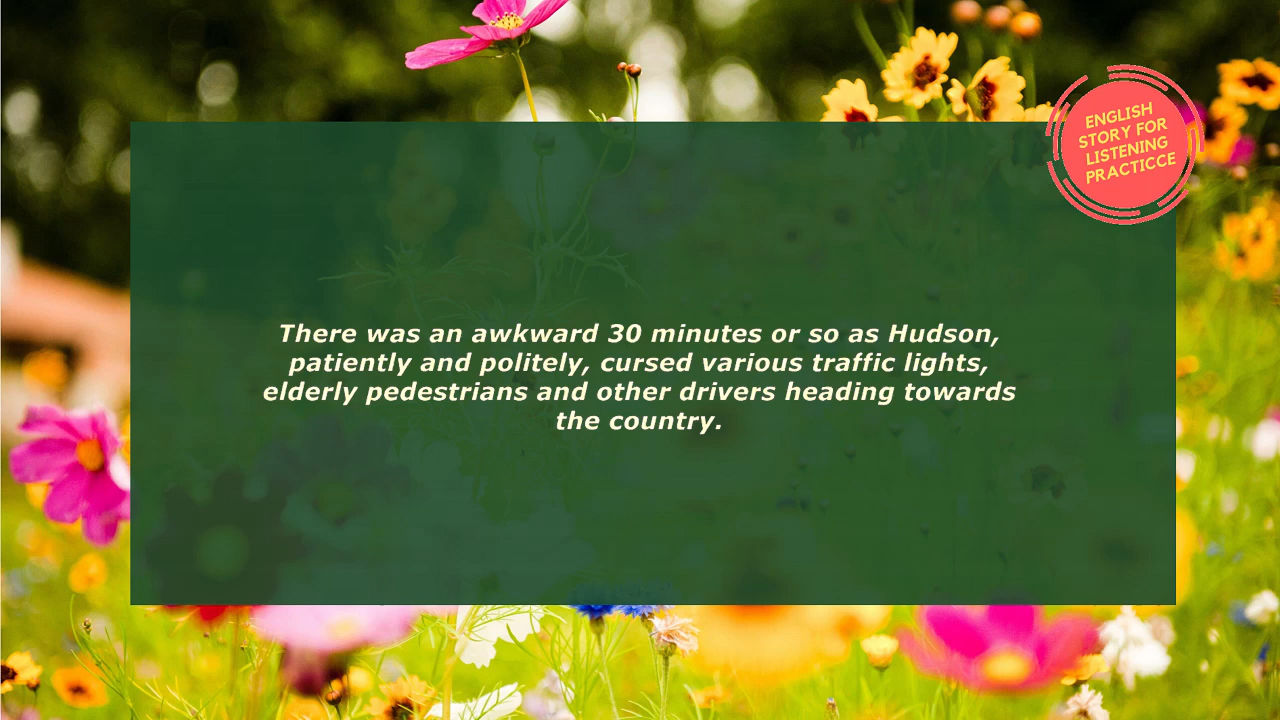 ENGLISH
STORY FOR
LISTENING
PRACTICCE
There was an awkward 30 minutes or so as Hudson,
patiently and politely, cursed various traffic lights,
elderly pedestrians and other drivers heading towards
the country.